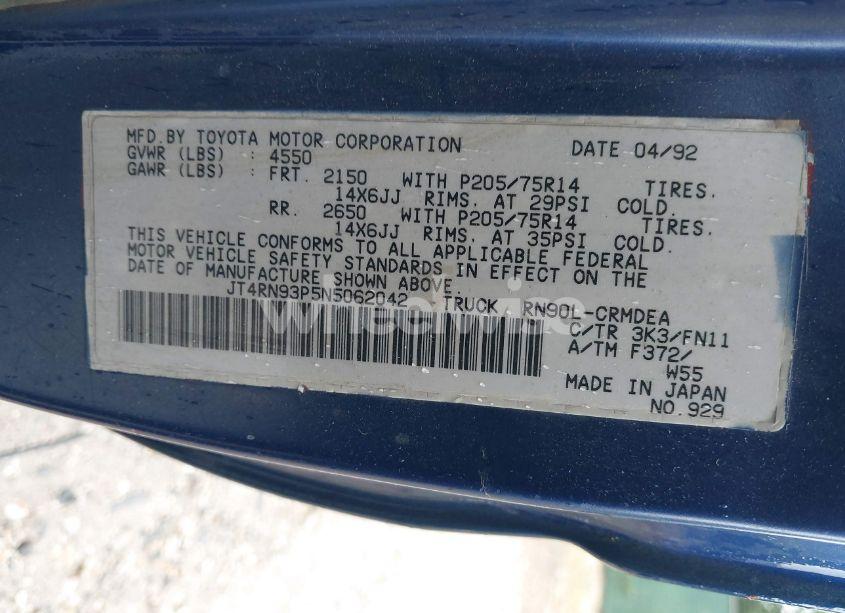 MFD.BY TOYOTA MOTOR CORPORATION DATE 04/92
GVWR (LBS) : 4550
GAWR (LBS) : FRT. 2150 WITH P205/75R14 TIRES.
14X6JJ RIMS. AT 29PSI COLD.
RR. 2650 WITH P205/75R14 TIRES.
14X6JJ RIMS. AT 35PSI COLD.
THIS VEHICLE CONFORMS TO ALL APPLICABLE FEDERAL
MOTOR VEHICLE SAFETY STANDARDS IN EFFECT ON THE
DATE OF MANUFACTURE SHOWN ABOVE.
JT4RN93P5N5062042 TRUCK RN90L-CRMDEA
C/TR 3K3/FN11
A/TM F372/
W55
MADE IN JAPAN
NO.929
wheelwise